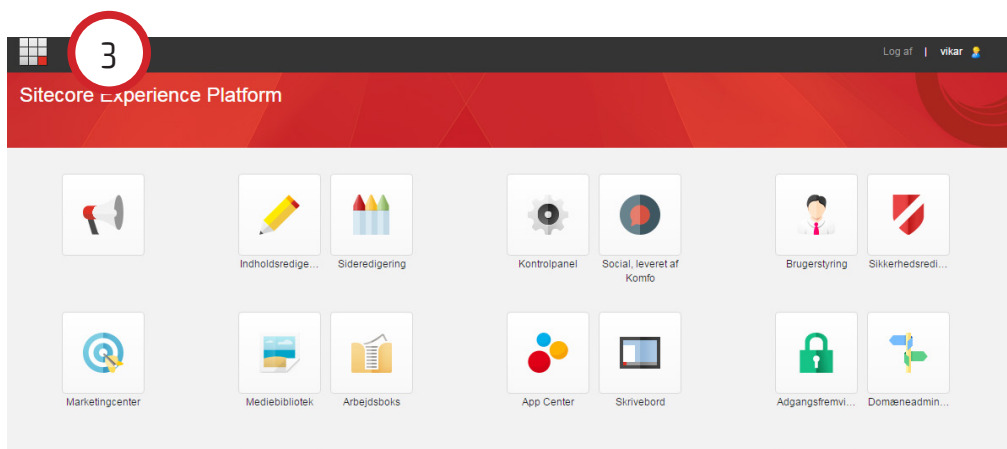 3
Log af | vikar
Sitecore Experience Platform
Indholdsredige... Sideredigering Kontrolpanel Social, leveret af Komfo Brugerstyring Sikkerhedsredi...
Marketingcenter Mediebibliotek Arbejdsboks App Center Skrivebord Adgangsfremvi... Domæneadmin...